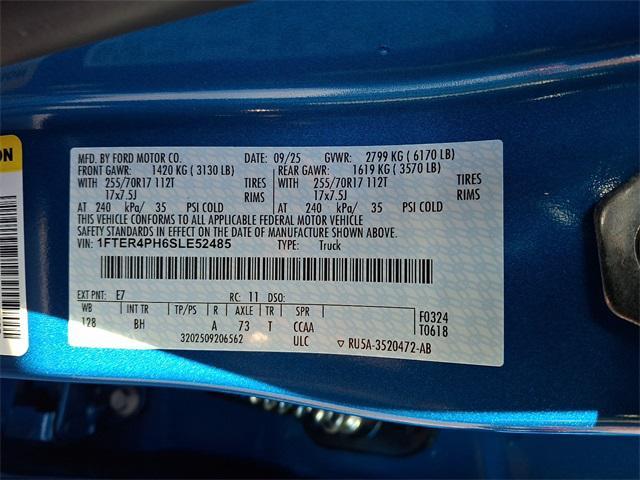 MFD. BY FORD MOTOR CO. DATE: 09/25 GVWR: 2799 KG ( 6170 LB)
FRONT GAWR: 1420 KG ( 3130 LB) REAR GAWR: 1619 KG ( 3570 LB)
WITH 255/70R17 112T TIRES WITH 255/70R17 112T TIRES
17x7.5J RIMS 17x7.5J RIMS
AT 240 kPa/ 35 PSI COLD AT 240 kPa/ 35 PSI COLD
THIS VEHICLE CONFORMS TO ALL APPLICABLE FEDERAL MOTOR VEHICLE
SAFETY STANDARDS IN EFFECT ON THE DATE OF MANUFACTURE SHOWN ABOVE.
VIN: 1FTER4PH6SLE52485 TYPE: Truck
EXT PNT: E7 RC: 11 DSO:
WB INT TR TP/PS R AXLE TR SPR F0324
128 BH A 73 T CCAA T0618
3202509206562 ULC ▽ RU5A-3520472-AB
ON